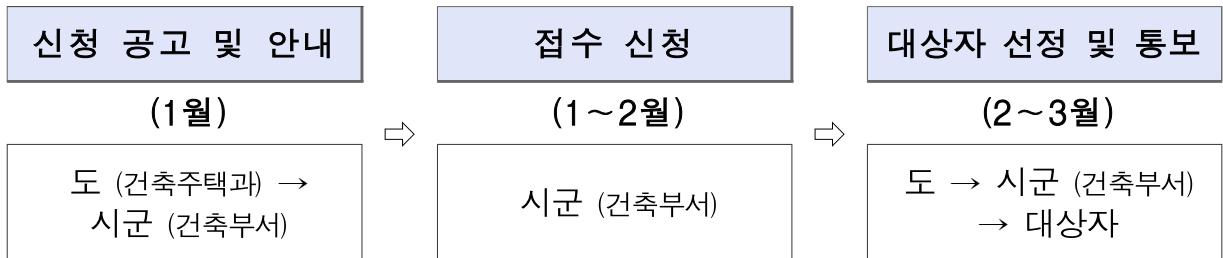 신청 공고 및 안내
(1월)
도 (건축주택과) →
시군 (건축부서)
⇨
접수 신청
(1～2월)
시군 (건축부서)
⇨
대상자 선정 및 통보
(2～3월)
도 → 시군 (건축부서)
→ 대상자